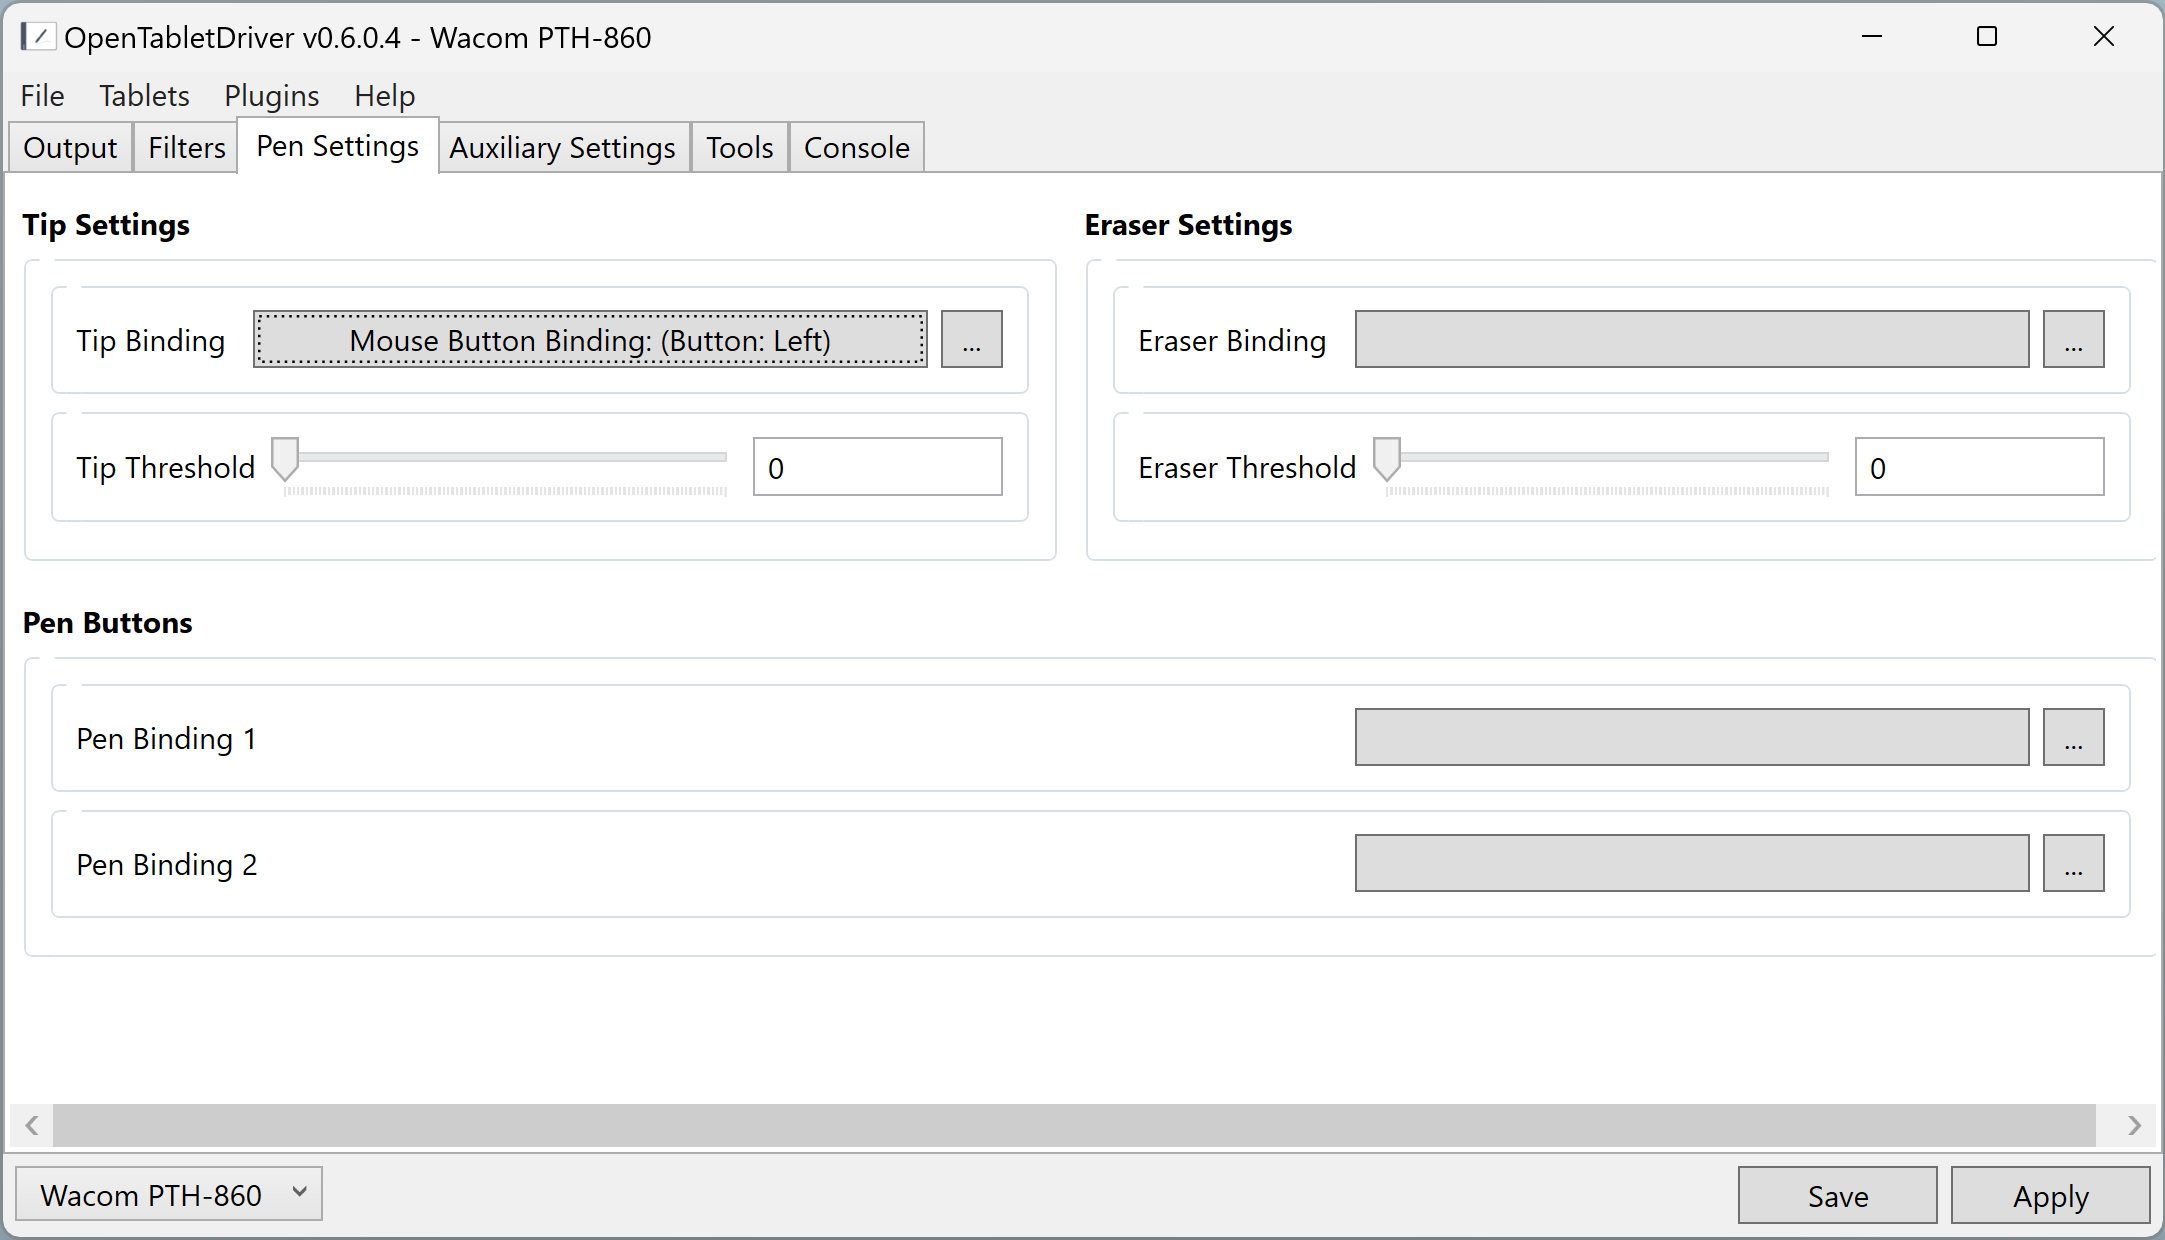 OpenTabletDriver v0.6.0.4 - Wacom PTH-860
File Tablets Plugins Help
Output Filters Pen Settings Auxiliary Settings Tools Console
Tip Settings
Tip Binding Mouse Button Binding: (Button: Left) ...
Tip Threshold 0
Eraser Settings
Eraser Binding ...
Eraser Threshold 0
Pen Buttons
Pen Binding 1 ...
Pen Binding 2 ...
Wacom PTH-860 Save Apply